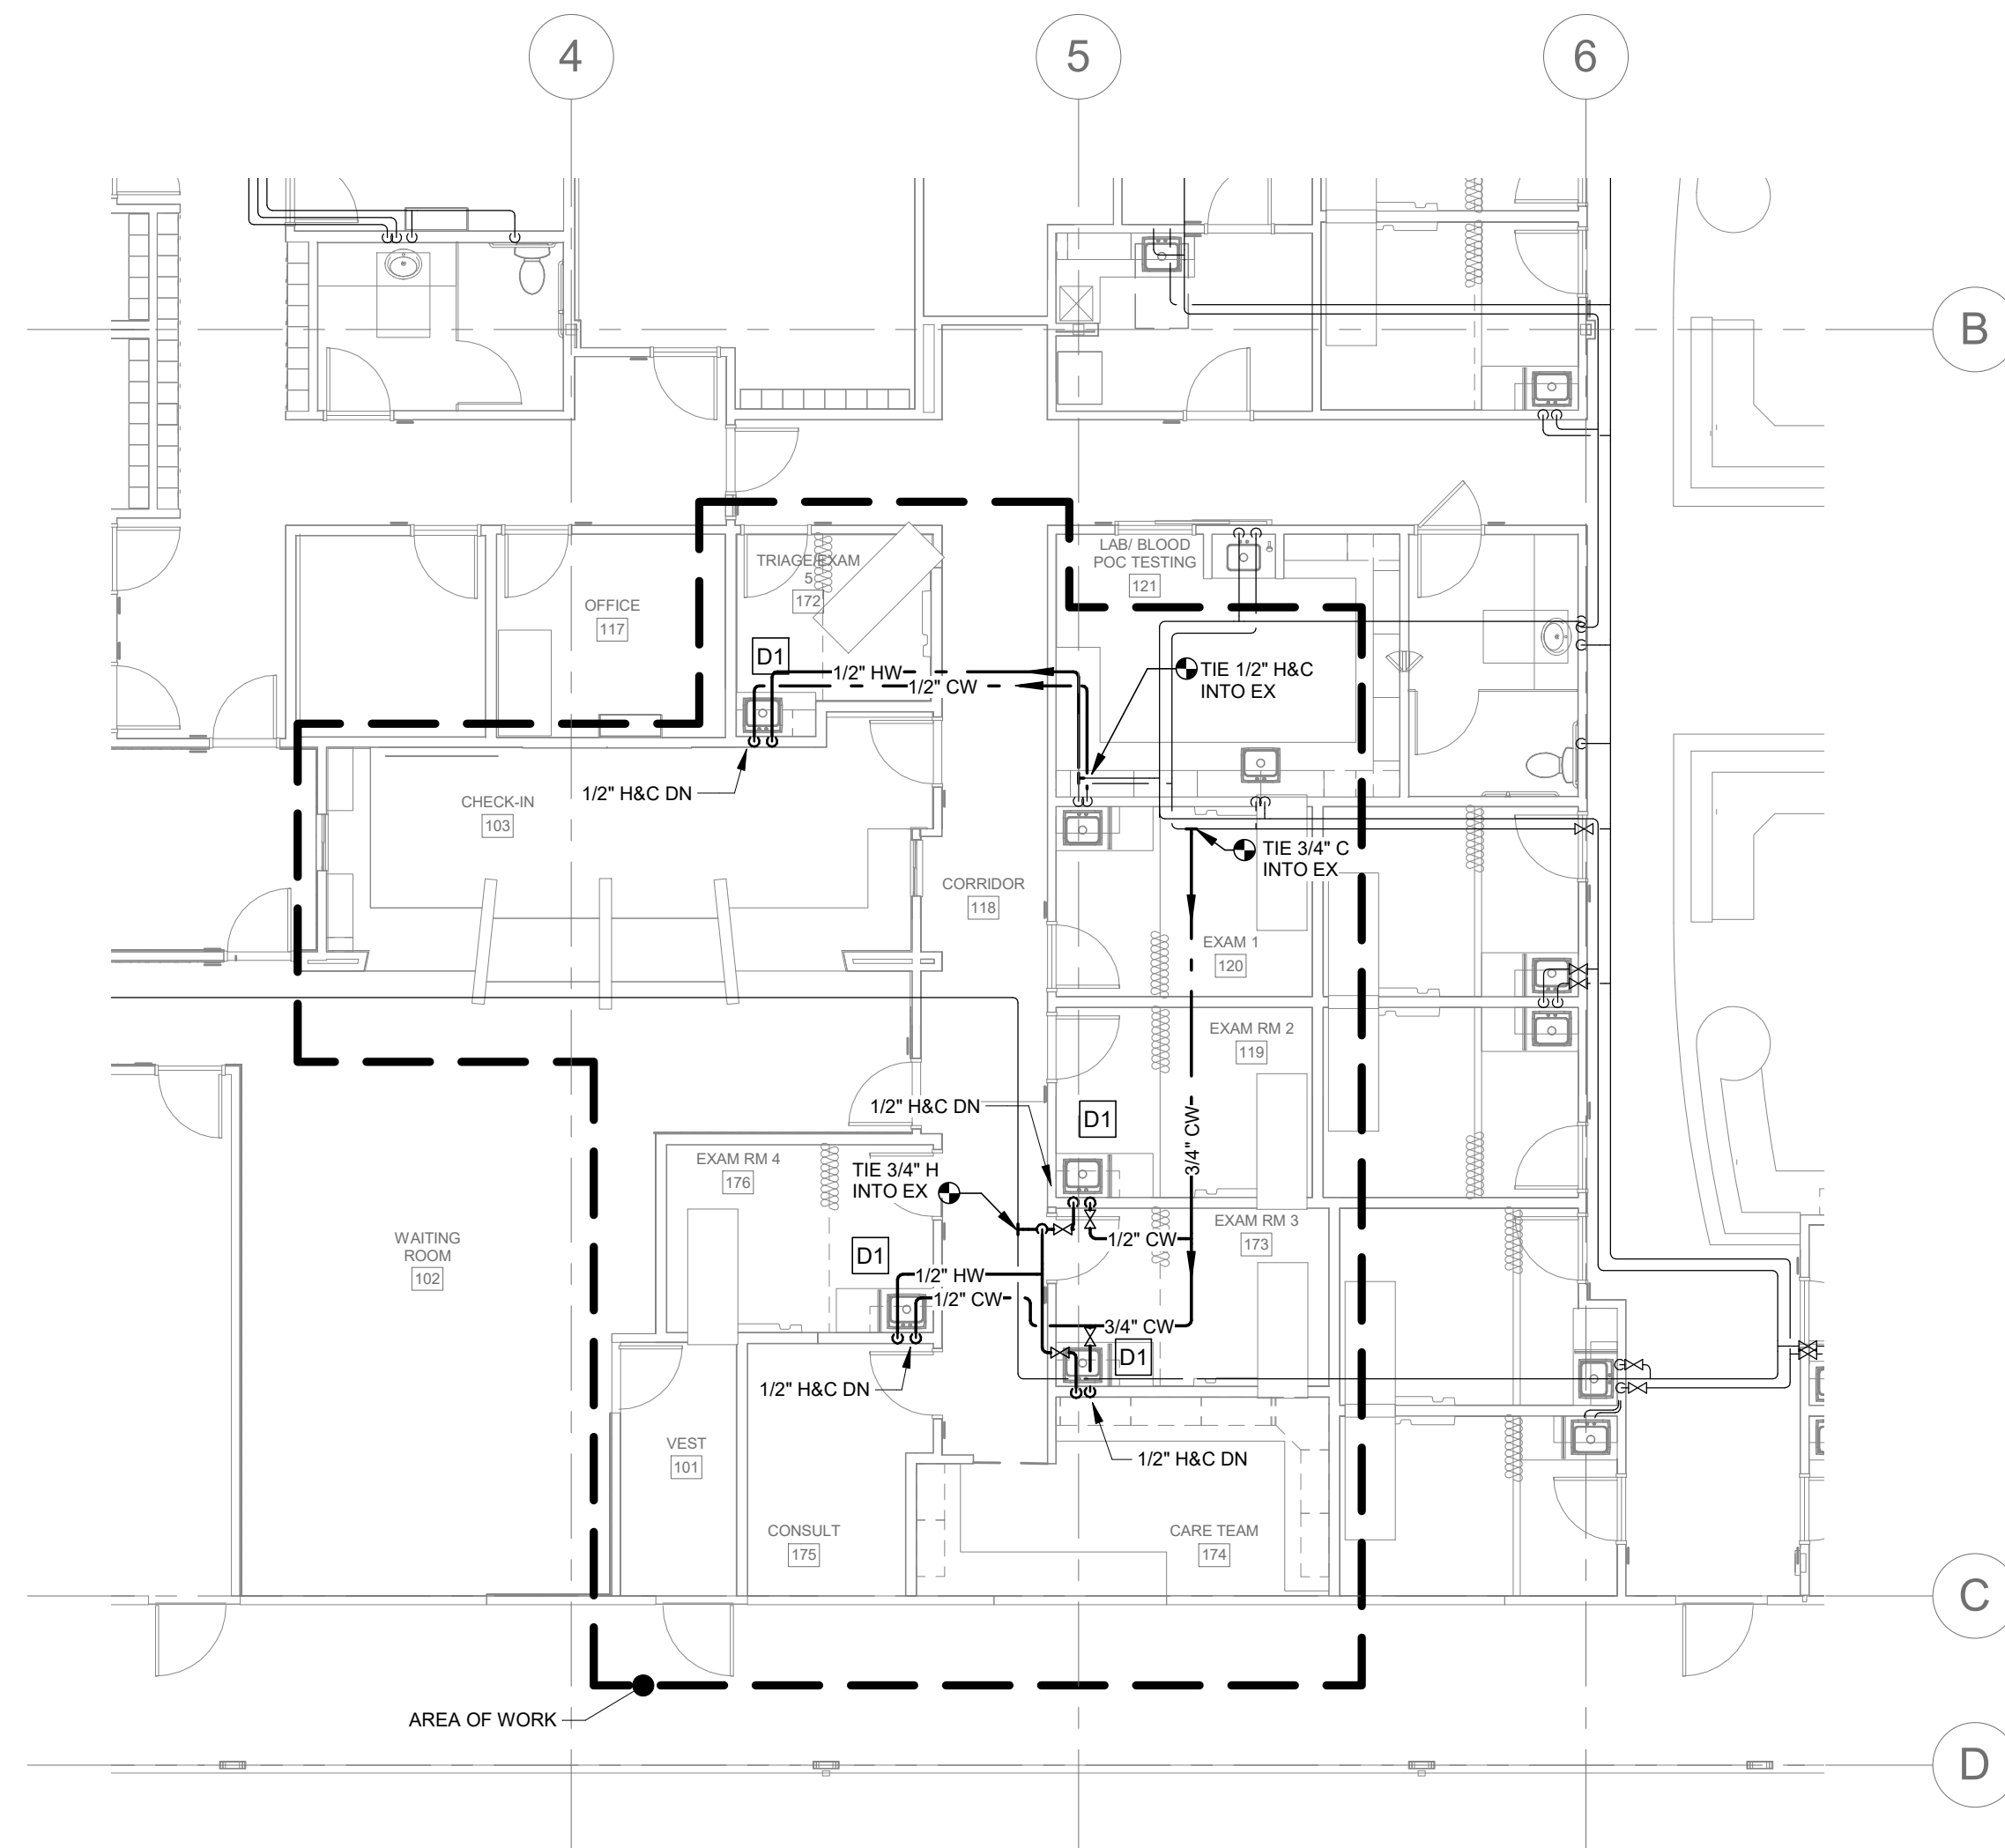 4
5
6
B
LAB/ BLOOD
POC TESTING
121
TRIAGE/EXAM
5
172
OFFICE
117
D1
1/2" HW
1/2" CW
TIE 1/2" H&C
INTO EX
1/2" H&C DN
CHECK-IN
103
TIE 3/4" C
INTO EX
CORRIDOR
118
EXAM 1
120
EXAM RM 2
119
1/2" H&C DN
D1
3/4" CW
EXAM RM 4
176
TIE 3/4" H
INTO EX
EXAM RM 3
173
WAITING
ROOM
102
D1
1/2" CW
1/2" HW
1/2" CW
3/4" CW
D1
1/2" H&C DN
VEST
101
1/2" H&C DN
CONSULT
175
CARE TEAM
174
C
AREA OF WORK
D